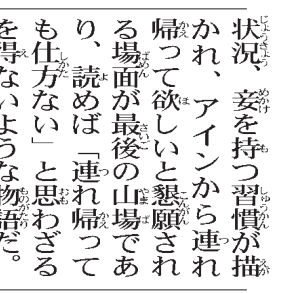 状況、妾を持つ習慣が描
かれ、アインから連れ
帰って欲しいと懇願され
る場面が最後の山場であ
り、読めば「連れ帰って
も仕方ない」と思わざる
を得ないような物語だ。